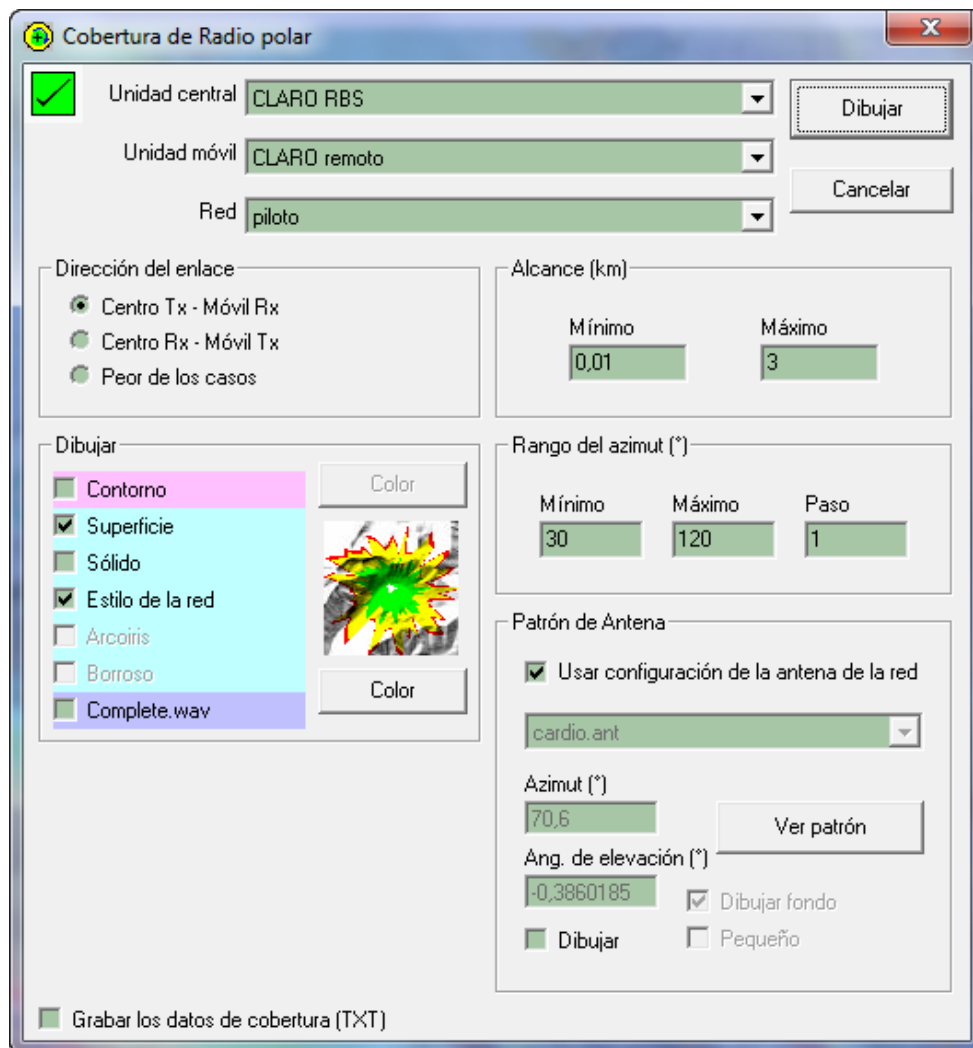 Cobertura de Radio polar
Unidad central CLARO RBS
Dibujar
Unidad móvil CLARO remoto
Cancelar
Red piloto
Dirección del enlace
Centro Tx - Móvil Rx
Centro Rx - Móvil Tx
Peor de los casos
Alcance (km)
Mínimo Máximo
0,01 3
Dibujar
Contorno
Superficie
Sólido
Estilo de la red
Arcoiris
Borroso
Complete.wav
Color
Color
Rango del azimut (°)
Mínimo Máximo Paso
30 120 1
Patrón de Antena
Usar configuración de la antena de la red
cardio.ant
Azimut (°)
70,6
Ver patrón
Ang. de elevación (°)
-0,3860185
Dibujar fondo
Dibujar
Pequeño
Grabar los datos de cobertura (TXT)